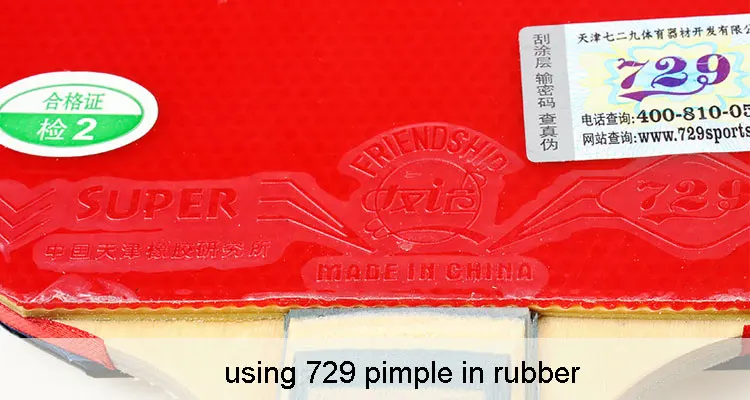 合格证
检2
刮涂层 输密码 查真伪
天津七二九体育器材开发有限公
729
电话查询:400-810-05
网站查询:www.729sports
FRIENDSHIP
友谊
SUPER
729
中国天津橡胶研究所
MADE IN CHINA
using 729 pimple in rubber